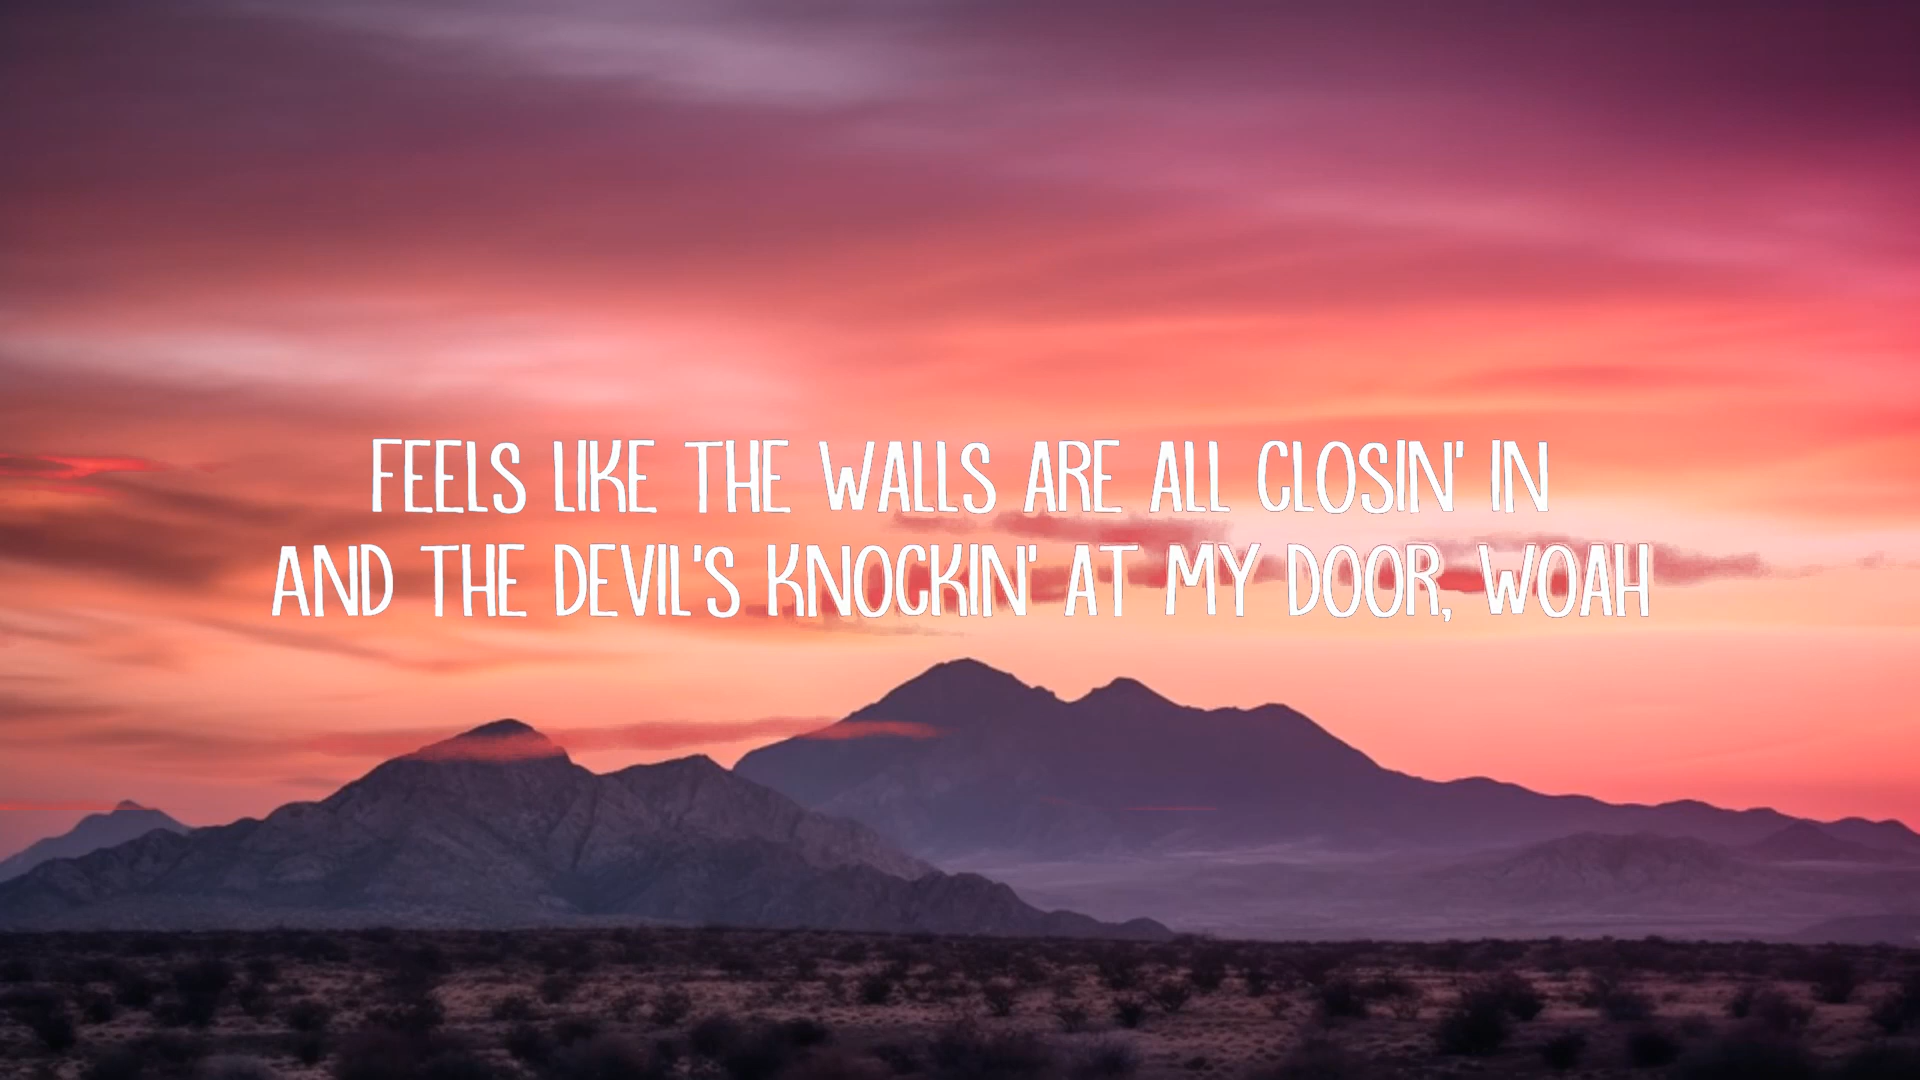 FEELS LIKE THE WALLS ARE ALL CLOSIN' IN
AND THE DEVIL'S KNOCKIN' AT MY DOOR, WOAH